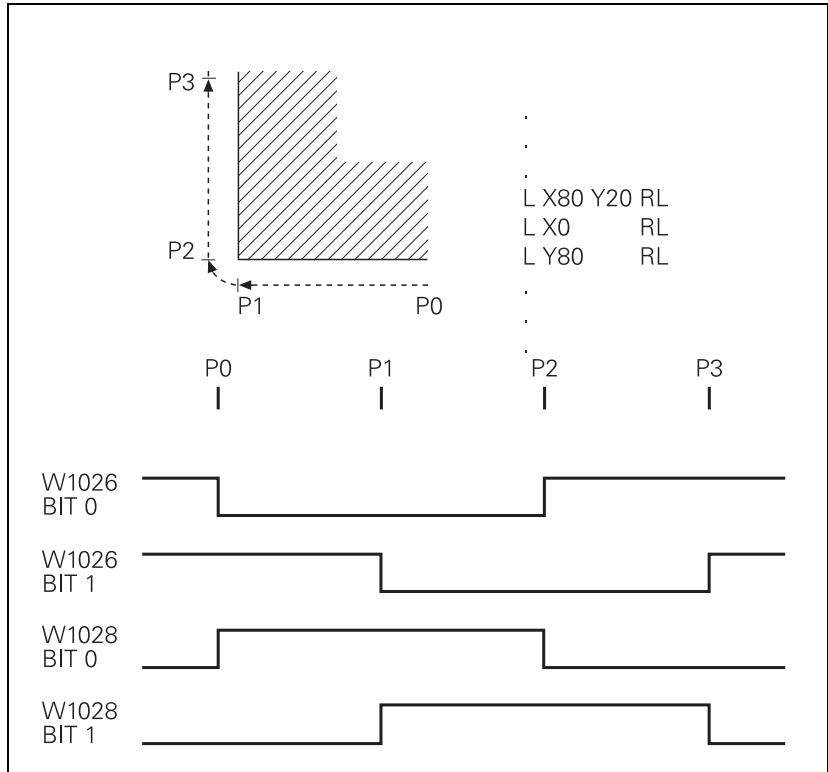 P3
P2
P1
P0
L X80 Y20 RL
L X0 RL
L Y80 RL
P0 P1 P2 P3
W1026
BIT 0
W1026
BIT 1
W1028
BIT 0
W1028
BIT 1